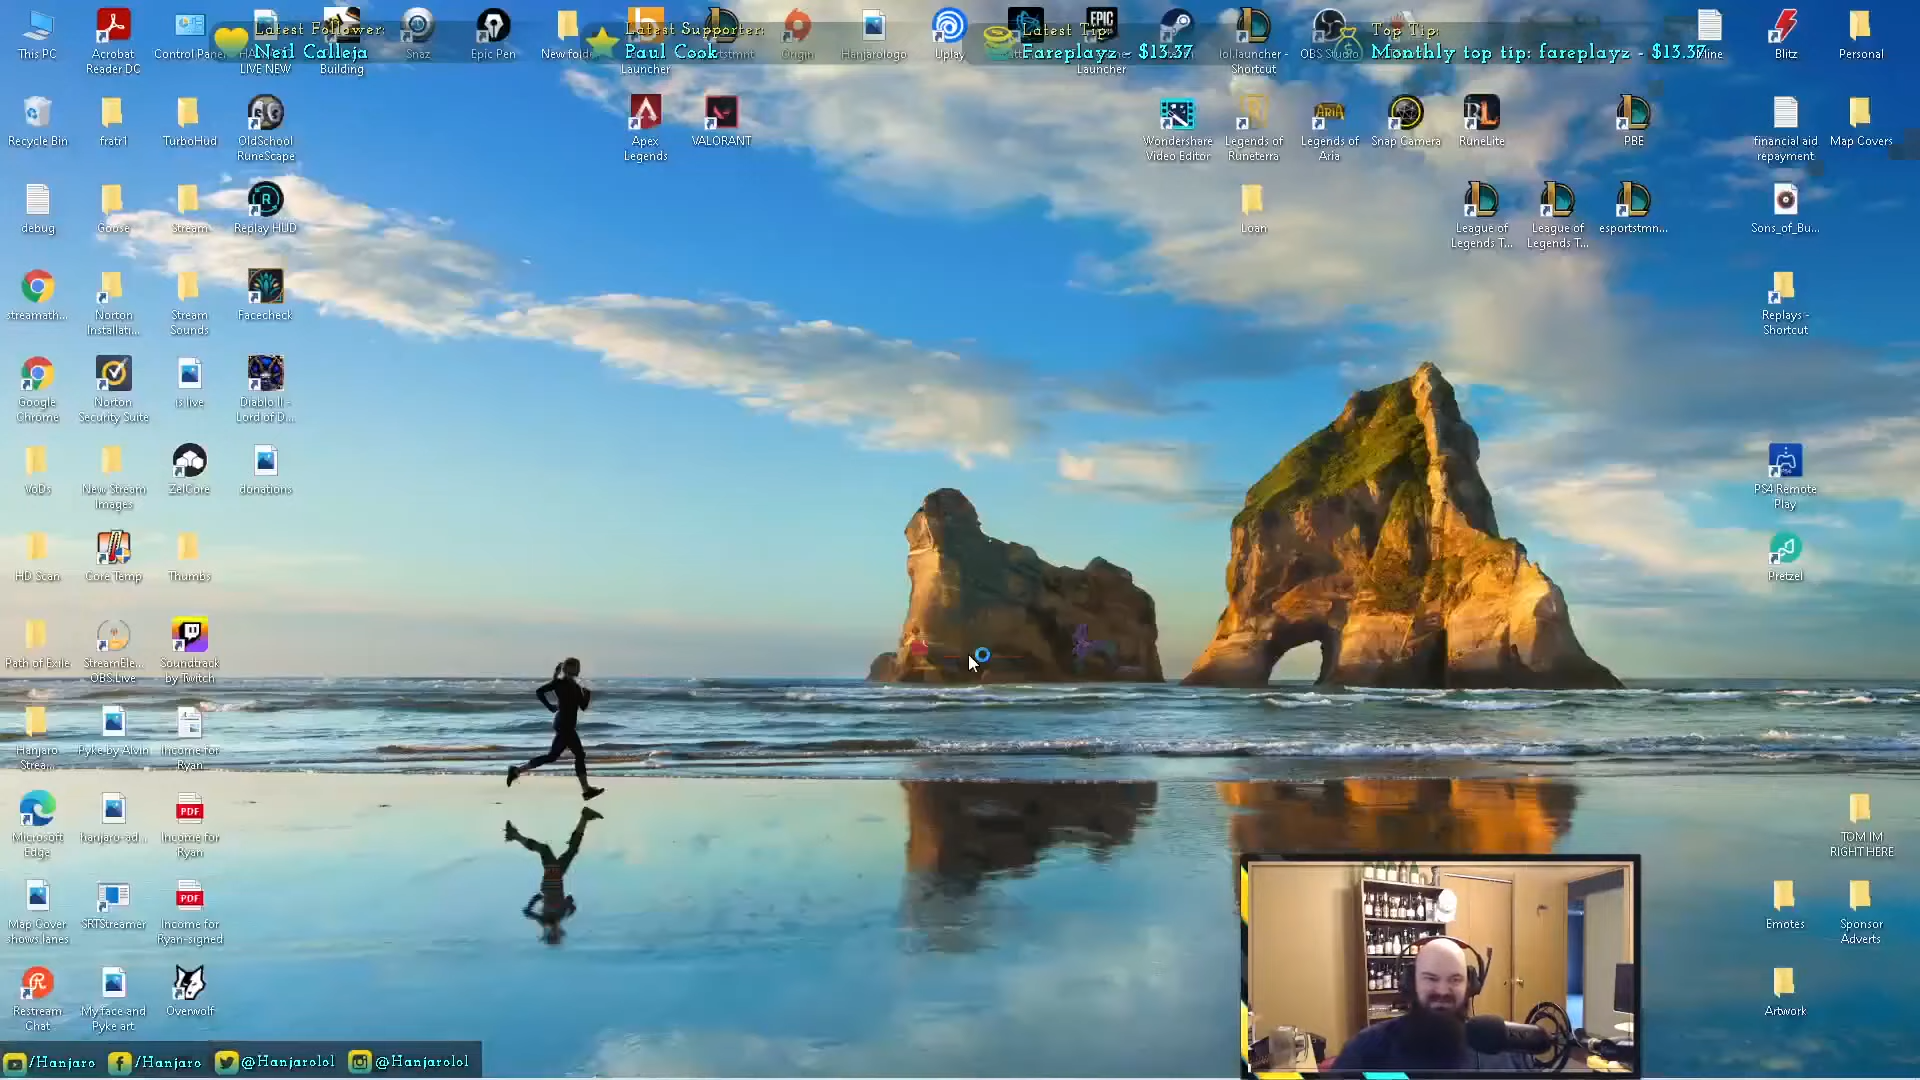 Latest Follower:
Neil Calleja
Latest Supporter:
Paul Cook
Latest Tip:
Fareplayz - $13.37
Top Tip:
Monthly top tip: fareplayz - $13.37
This PC
Acrobat
Reader DC
Control Panel
LIVE NEW
Building
Snaz
Epic Pen
New folder
Launcher
Origin
Hanjarologo
Uplay
Launcher
lol.launcher -
Shortcut
OBS Studio
Mine
Blitz
Personal
Recycle Bin
fratr1
TurboHud
OldSchool
RuneScape
Apex
Legends
VALORANT
Wondershare
Video Editor
Legends of
Runeterra
Legends of
Aria
Snap Camera
RuneLite
PBE
financial aid
repayment
Map Covers
debug
Goose
Stream
Replay HUD
Loan
League of
Legends T...
League of
Legends T...
esportstmn...
Sons_of_Bu...
streamath...
Norton
Installati...
Stream
Sounds
Facecheck
Replays -
Shortcut
Google
Chrome
Norton
Security Suite
is live
Diablo II -
Lord of D...
VoDs
New Stream
Images
ZelCore
donations
PS4 Remote
Play
HD Scan
Core Temp
Thumbs
Pretzel
Path of Exile
StreamEle...
OBS.Live
Soundtrack
by Twitch
Hanjaro
Strea...
Pyke by Alvin
Income for
Ryan
Microsoft
Edge
hanjaro-ad...
PDF
Income for
Ryan
TOM IM
RIGHT HERE
Map Cover
shows lanes
SRTStreamer
PDF
Income for
Ryan-signed
Emotes
Sponsor
Adverts
Restream
Chat
My face and
Pyke art
Overwolf
Artwork
/Hanjaro
/Hanjaro
@Hanjarolol
@Hanjarolol